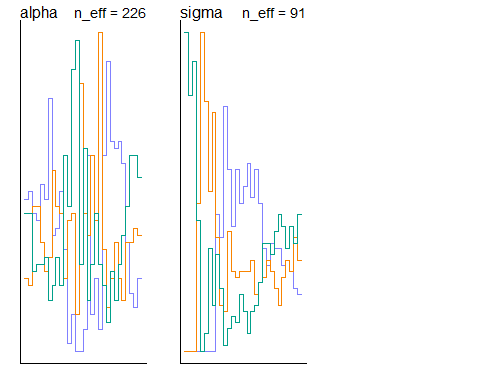 alpha n_eff = 226
sigma n_eff = 91